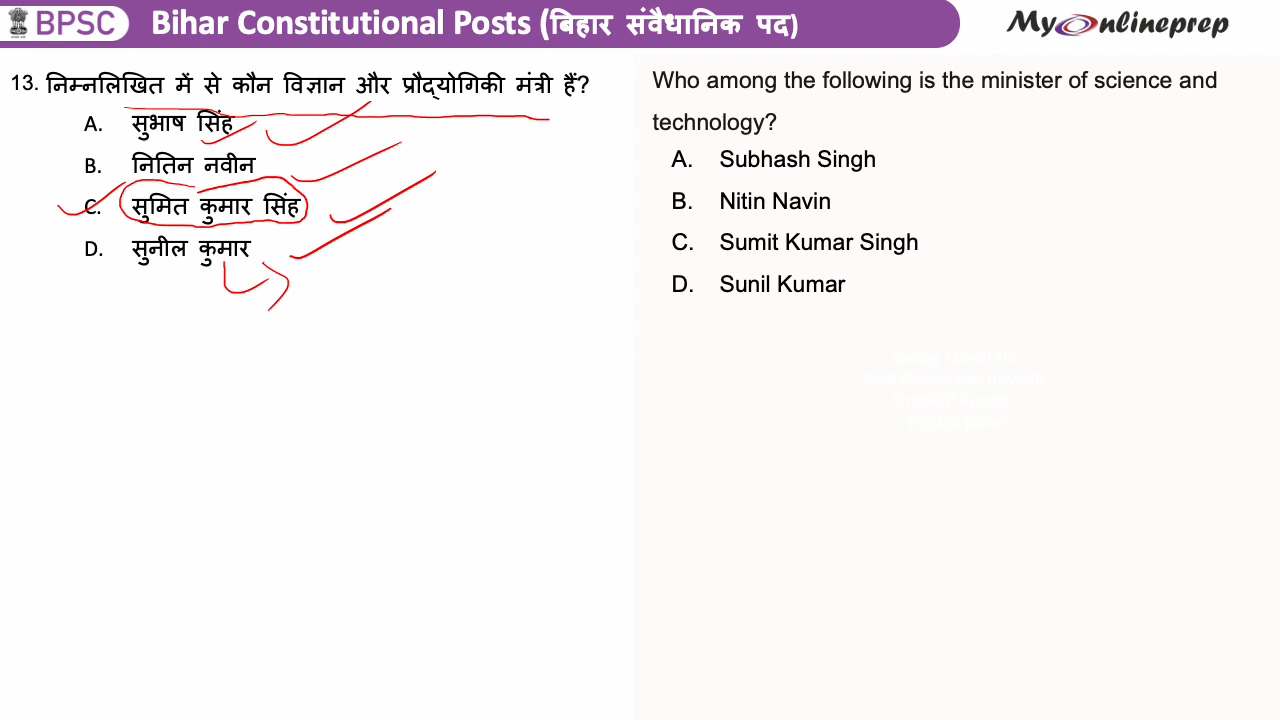 BPSC
Bihar Constitutional Posts (बिहार संवैधानिक पद)
MyOnlineprep
13. निम्नलिखित में से कौन विज्ञान और प्रौद्योगिकी मंत्री हैं?
A. सुभाष सिंह
B. नितिन नवीन
C. सुमित कुमार सिंह
D. सुनील कुमार
Who among the following is the minister of science and
technology?
A. Subhash Singh
B. Nitin Navin
C. Sumit Kumar Singh
D. Sunil Kumar